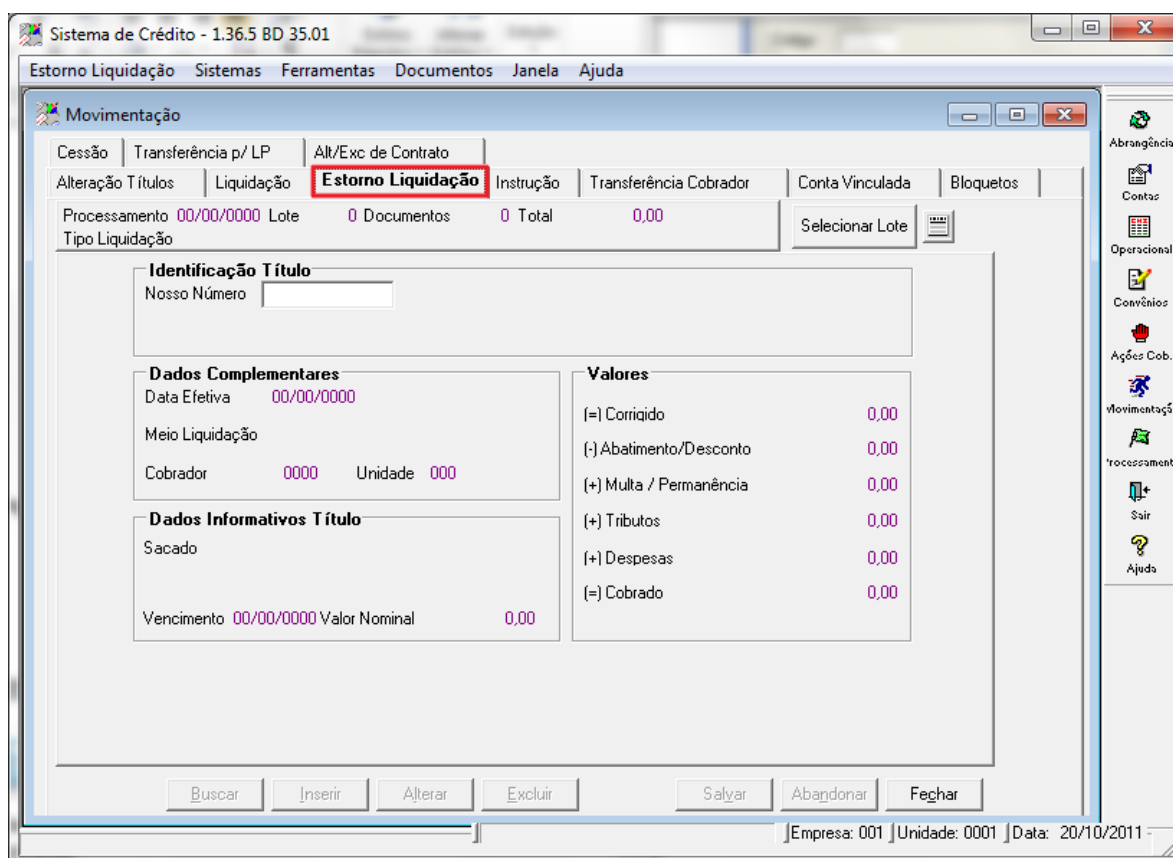 Sistema de Crédito - 1.36.5 BD 35.01
Estorno Liquidação Sistemas Ferramentas Documentos Janela Ajuda
Movimentação
Cessão Transferência p/ LP Alt/Exc de Contrato
Alteração Títulos Liquidação Estorno Liquidação Instrução Transferência Cobrador Conta Vinculada Bloquetos
Processamento 00/00/0000 Lote 0 Documentos 0 Total 0,00
Tipo Liquidação
Selecionar Lote
Identificação Título
Nosso Número
Dados Complementares
Data Efetiva 00/00/0000
Meio Liquidação
Cobrador 0000 Unidade 000
Dados Informativos Título
Sacado
Vencimento 00/00/0000 Valor Nominal 0,00
Valores
(=) Corrigido 0,00
(-) Abatimento/Desconto 0,00
(+) Multa / Permanência 0,00
(+) Tributos 0,00
(+) Despesas 0,00
(=) Cobrado 0,00
Buscar Inserir Alterar Excluir Salvar Abandonar Fechar
Abrangência
Contas
Operacional
Convênios
Ações Cob.
Movimentaçã
rocessament
Sair
Ajuda
Empresa: 001 Unidade: 0001 Data: 20/10/2011 -